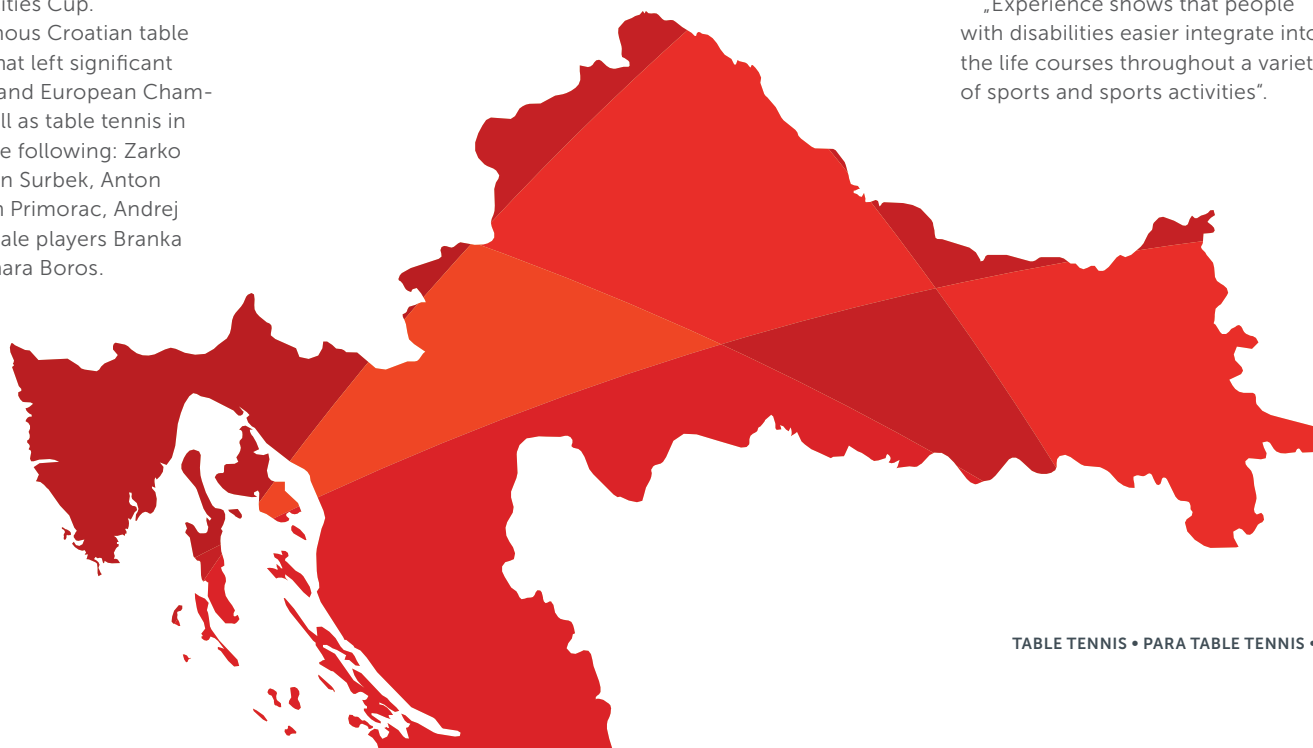 ities Cup.
nous Croatian table
hat left significant
and European Cham-
ll as table tennis in
e following: Zarko
n Surbek, Anton
n Primorac, Andrej
ale players Branka
nara Boros.
„Experience shows that people
with disabilities easier integrate into
the life courses throughout a variet
of sports and sports activities“.
TABLE TENNIS • PARA TABLE TENNIS •